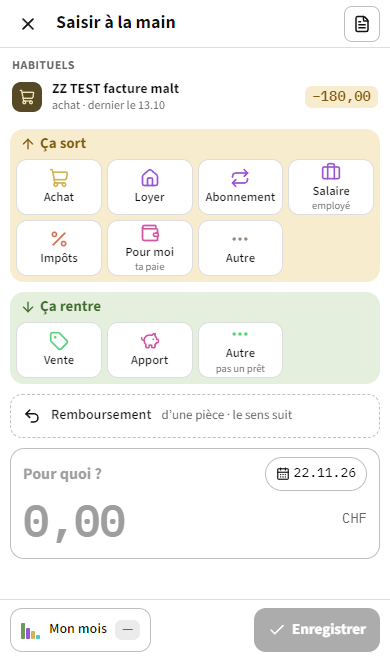 Saisir à la main
HABITUELS
ZZ TEST facture malt
achat · dernier le 13.10
−180,00
Ça sort
Achat
Loyer
Abonnement
Salaire
employé
Impôts
Pour moi
ta paie
Autre
Ça rentre
Vente
Apport
Autre
pas un prêt
Remboursement d'une pièce · le sens suit
Pour quoi ?
22.11.26
0,00
CHF
Mon mois —
Enregistrer